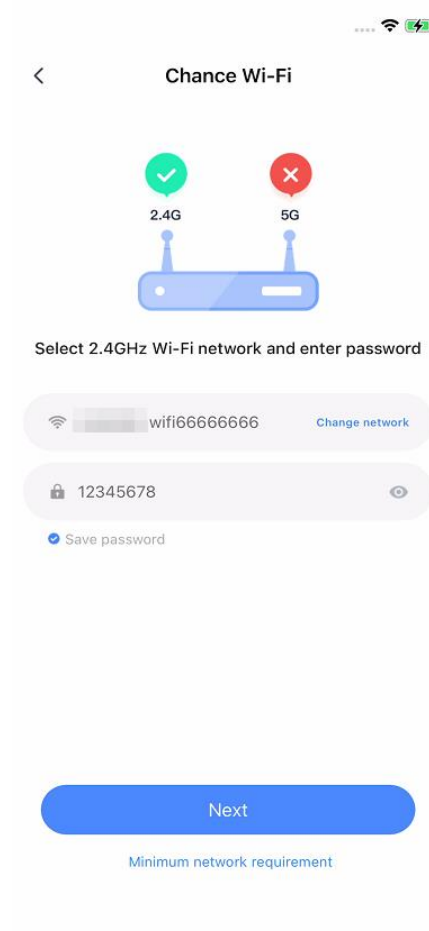 Chance Wi-Fi
2.4G 5G
Select 2.4GHz Wi-Fi network and enter password
wifi66666666 Change network
12345678
Save password
Next
Minimum network requirement